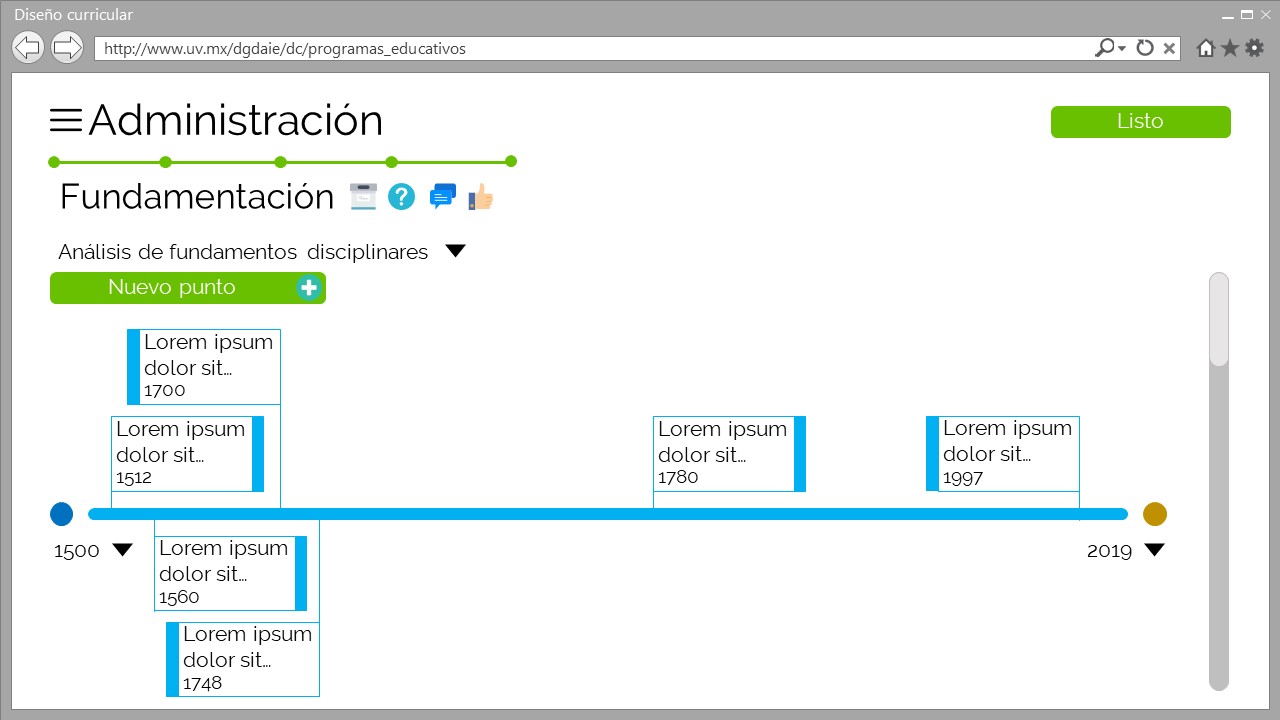 Diseño curricular
http://www.uv.mx/dgdaie/dc/programas_educativos
Administración
Listo
Fundamentación
Análisis de fundamentos disciplinares
Nuevo punto
Lorem ipsum
dolor sit...
1700
Lorem ipsum
dolor sit...
1512
Lorem ipsum
dolor sit...
1780
Lorem ipsum
dolor sit...
1997
1500
2019
Lorem ipsum
dolor sit...
1560
Lorem ipsum
dolor sit...
1748